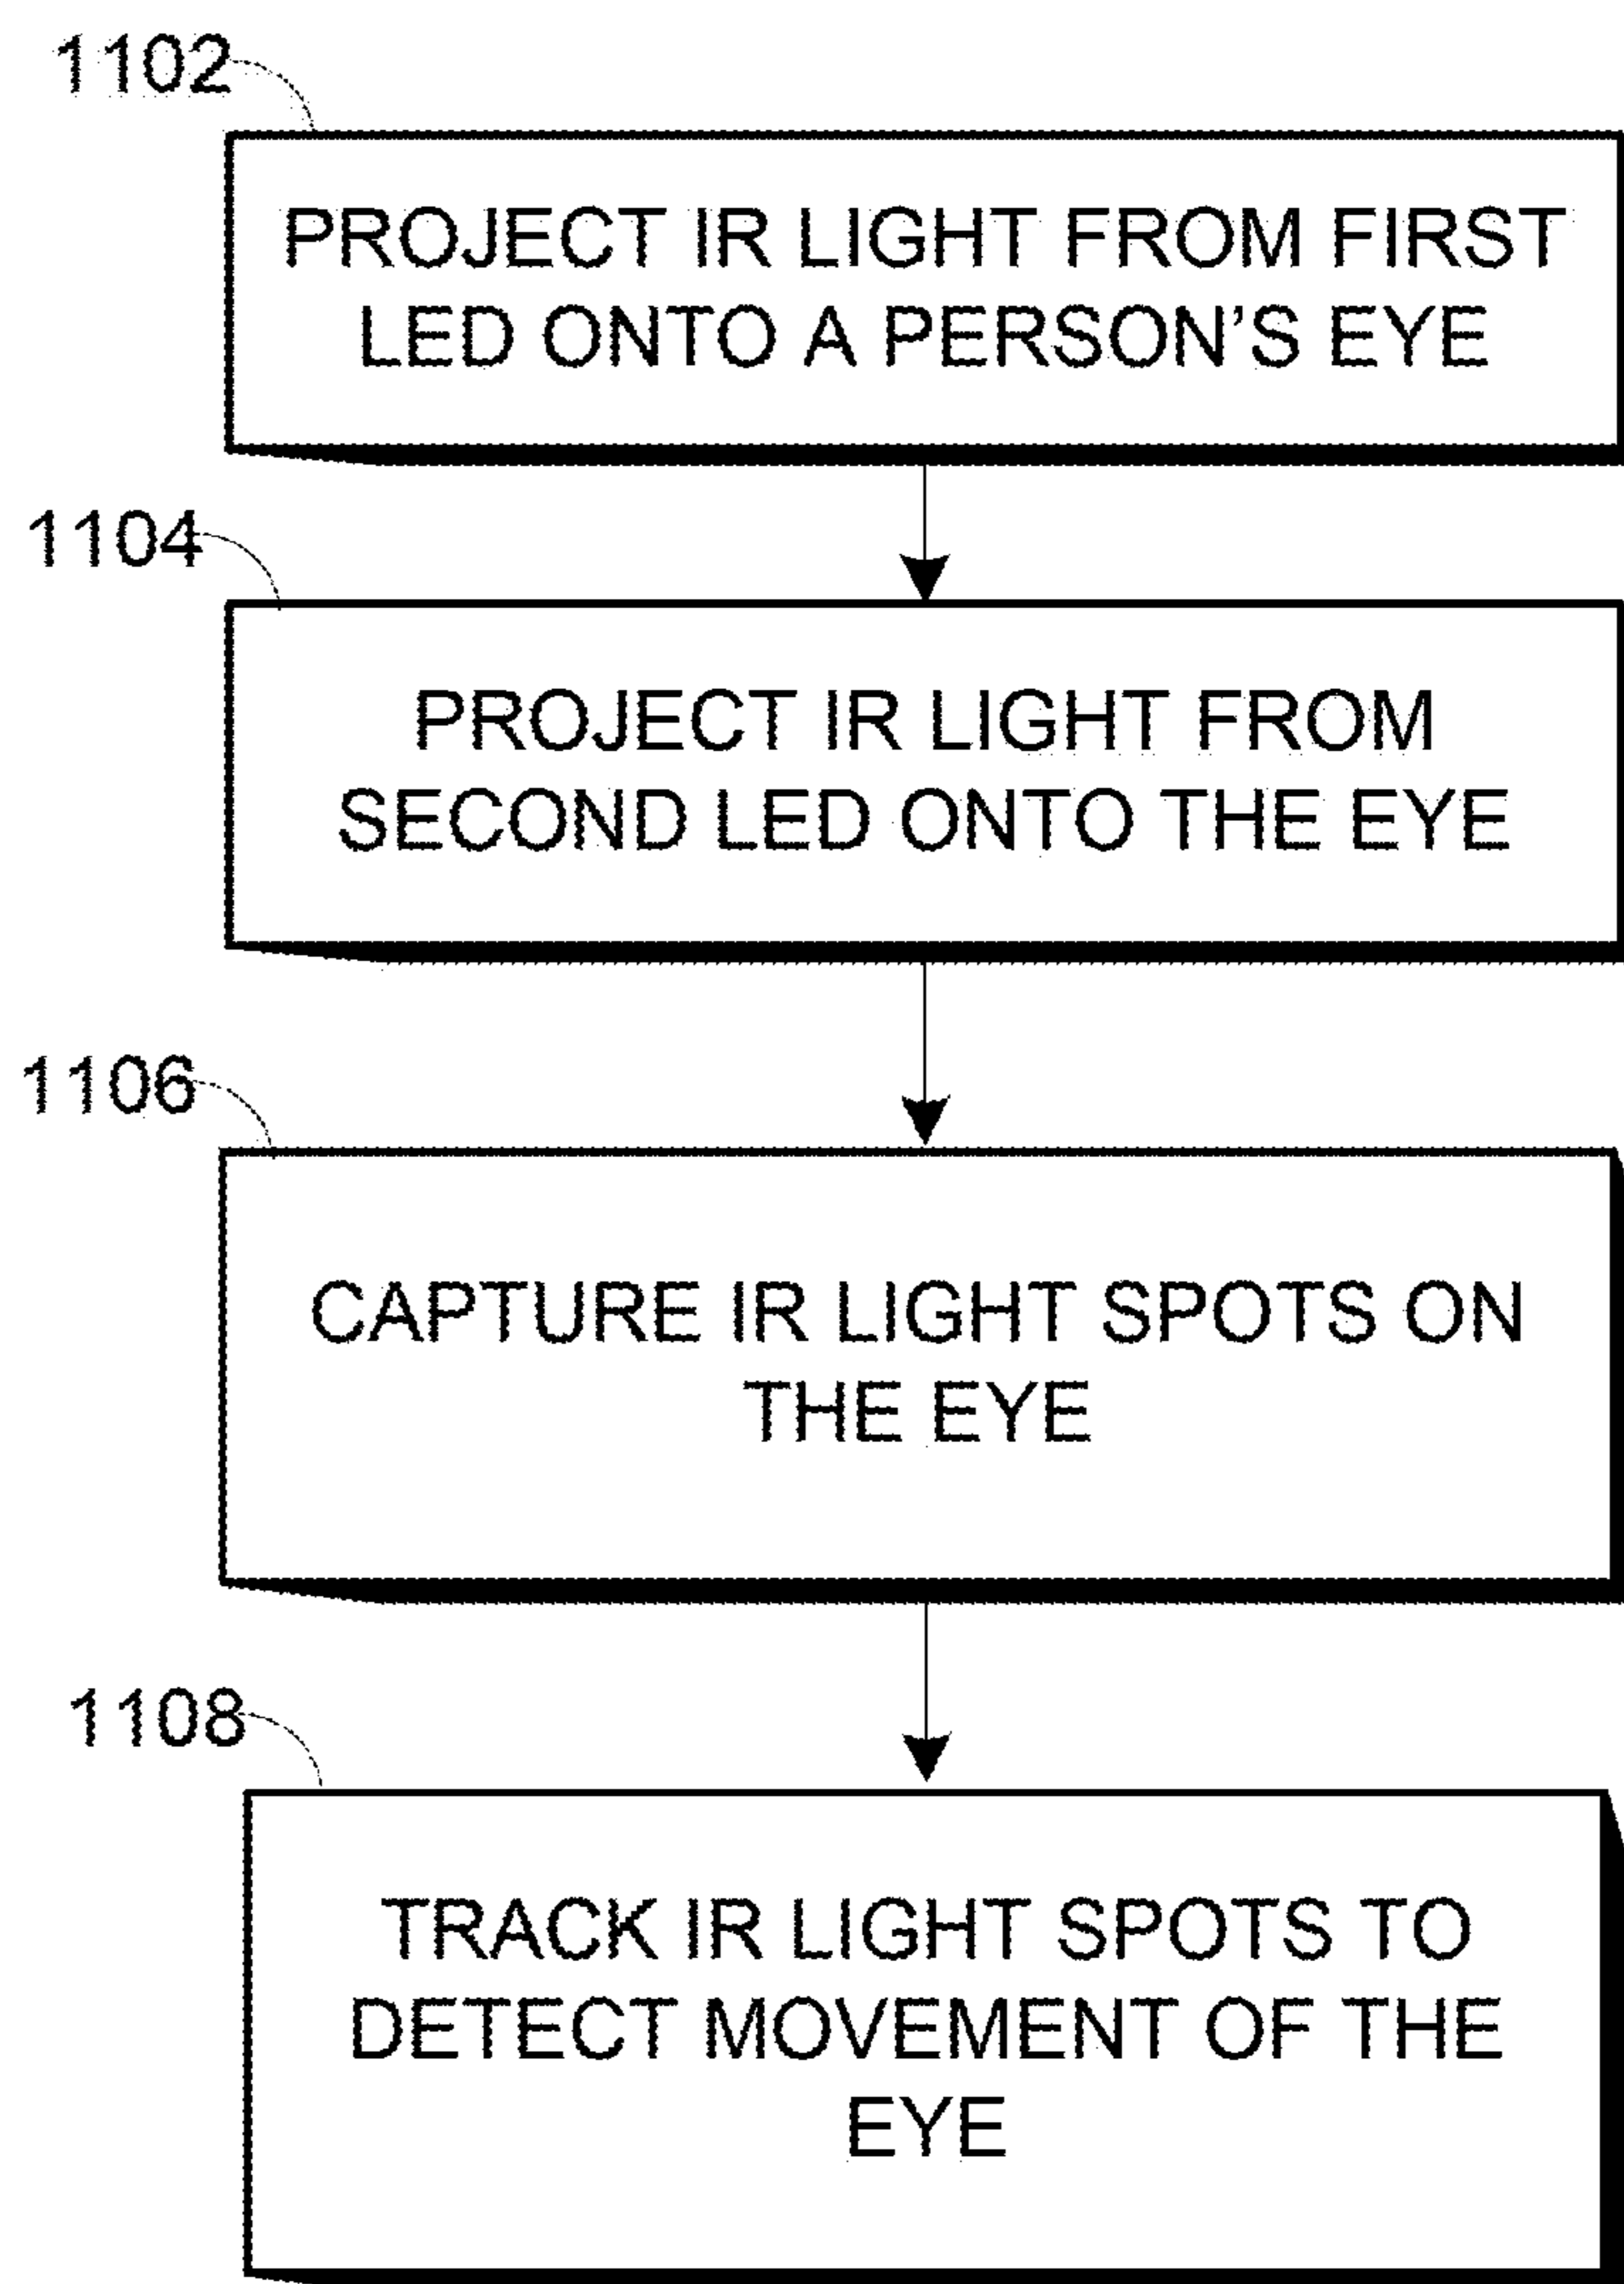 1102
PROJECT IR LIGHT FROM FIRST
LED ONTO A PERSON'S EYE
1104
PROJECT IR LIGHT FROM
SECOND LED ONTO THE EYE
1106
CAPTURE IR LIGHT SPOTS ON
THE EYE
1108
TRACK IR LIGHT SPOTS TO
DETECT MOVEMENT OF THE
EYE